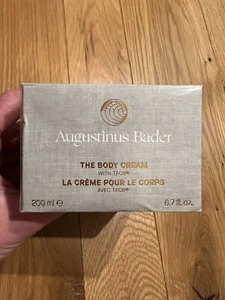 Augustinus Bader
THE BODY CREAM
WITH TFC8®
LA CRÈME POUR LE CORPS
AVEC TFC8®
200 ml ℮ 6.7 fl. oz.